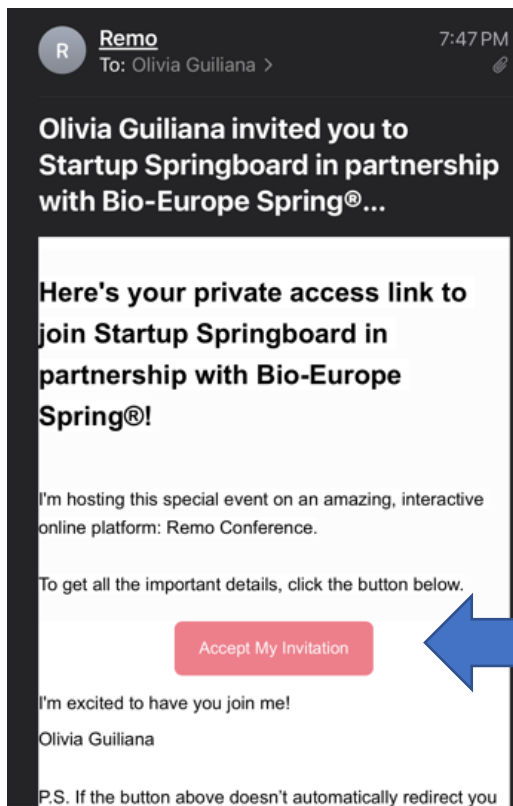 R
Remo
7:47 PM
To: Olivia Guiliana >
Olivia Guiliana invited you to
Startup Springboard in partnership
with Bio-Europe Spring®...
Here's your private access link to
join Startup Springboard in
partnership with Bio-Europe
Spring®!
I'm hosting this special event on an amazing, interactive
online platform: Remo Conference.
To get all the important details, click the button below.
Accept My Invitation
I'm excited to have you join me!
Olivia Guiliana
P.S. If the button above doesn't automatically redirect you